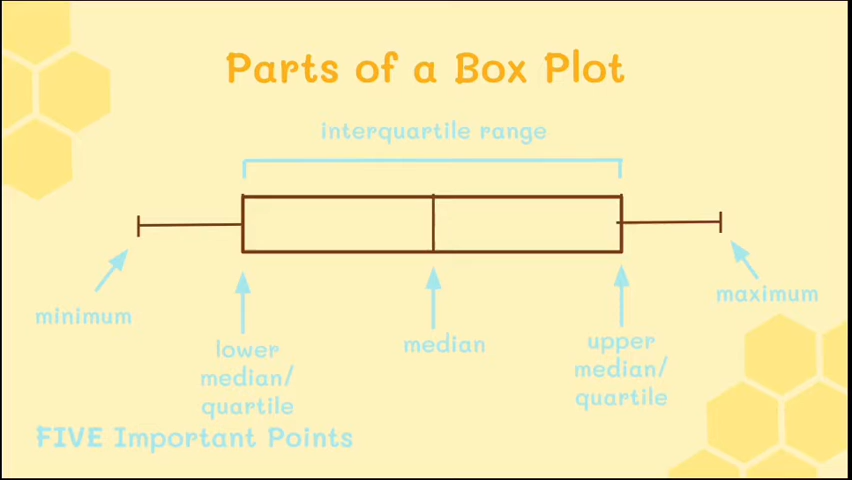 Parts of a Box Plot
interquartile range
minimum
lower
median/
quartile
median
upper
median/
quartile
maximum
FIVE Important Points